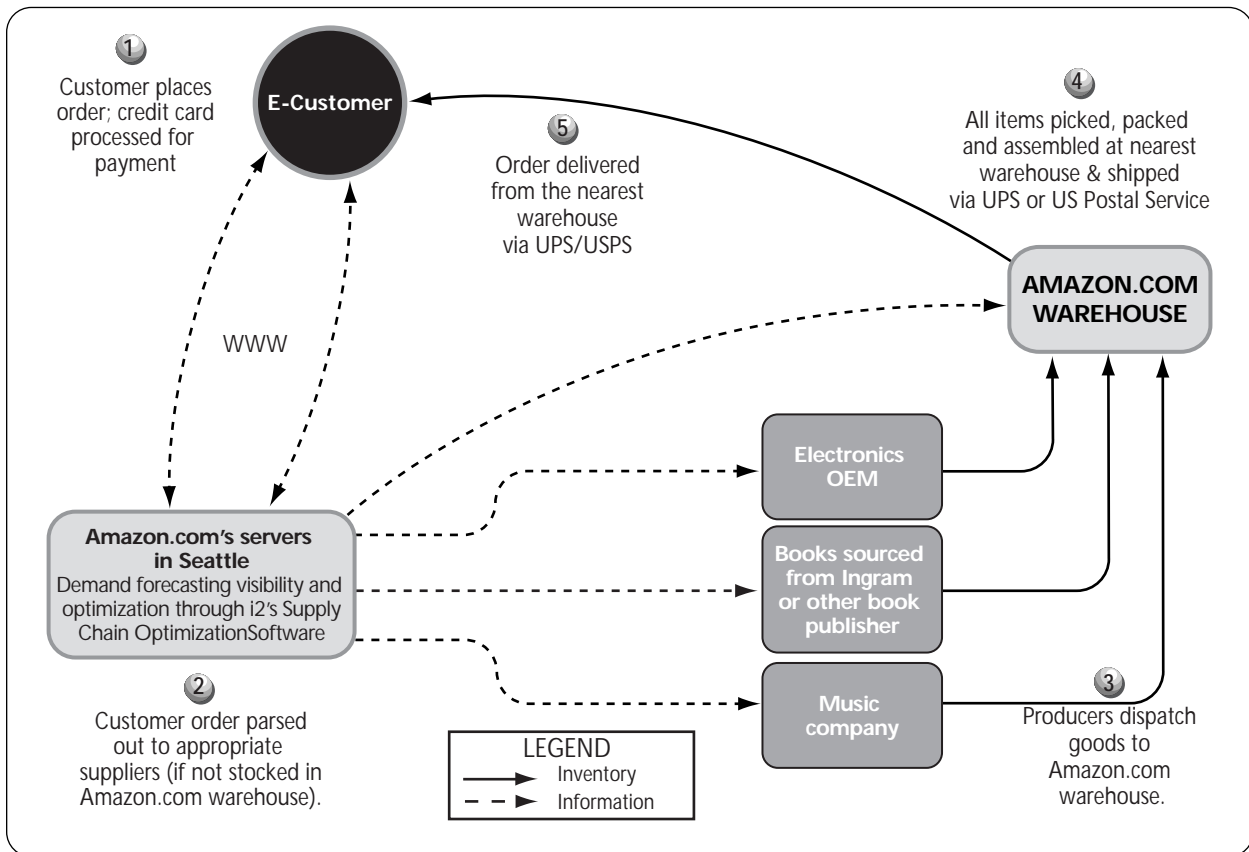 1
Customer places
order; credit card
processed for
payment
E-Customer
5
Order delivered
from the nearest
warehouse
via UPS/USPS
4
All items picked, packed
and assembled at nearest
warehouse & shipped
via UPS or US Postal Service
AMAZON.COM
WAREHOUSE
WWW
Electronics
OEM
Amazon.com's servers
in Seattle
Demand forecasting visibility and
optimization through i2's Supply
Chain OptimizationSoftware
Books sourced
from Ingram
or other book
publisher
Music
company
2
Customer order parsed
out to appropriate
suppliers (if not stocked in
Amazon.com warehouse).
3
Producers dispatch
goods to
Amazon.com
warehouse.
LEGEND
Inventory
Information